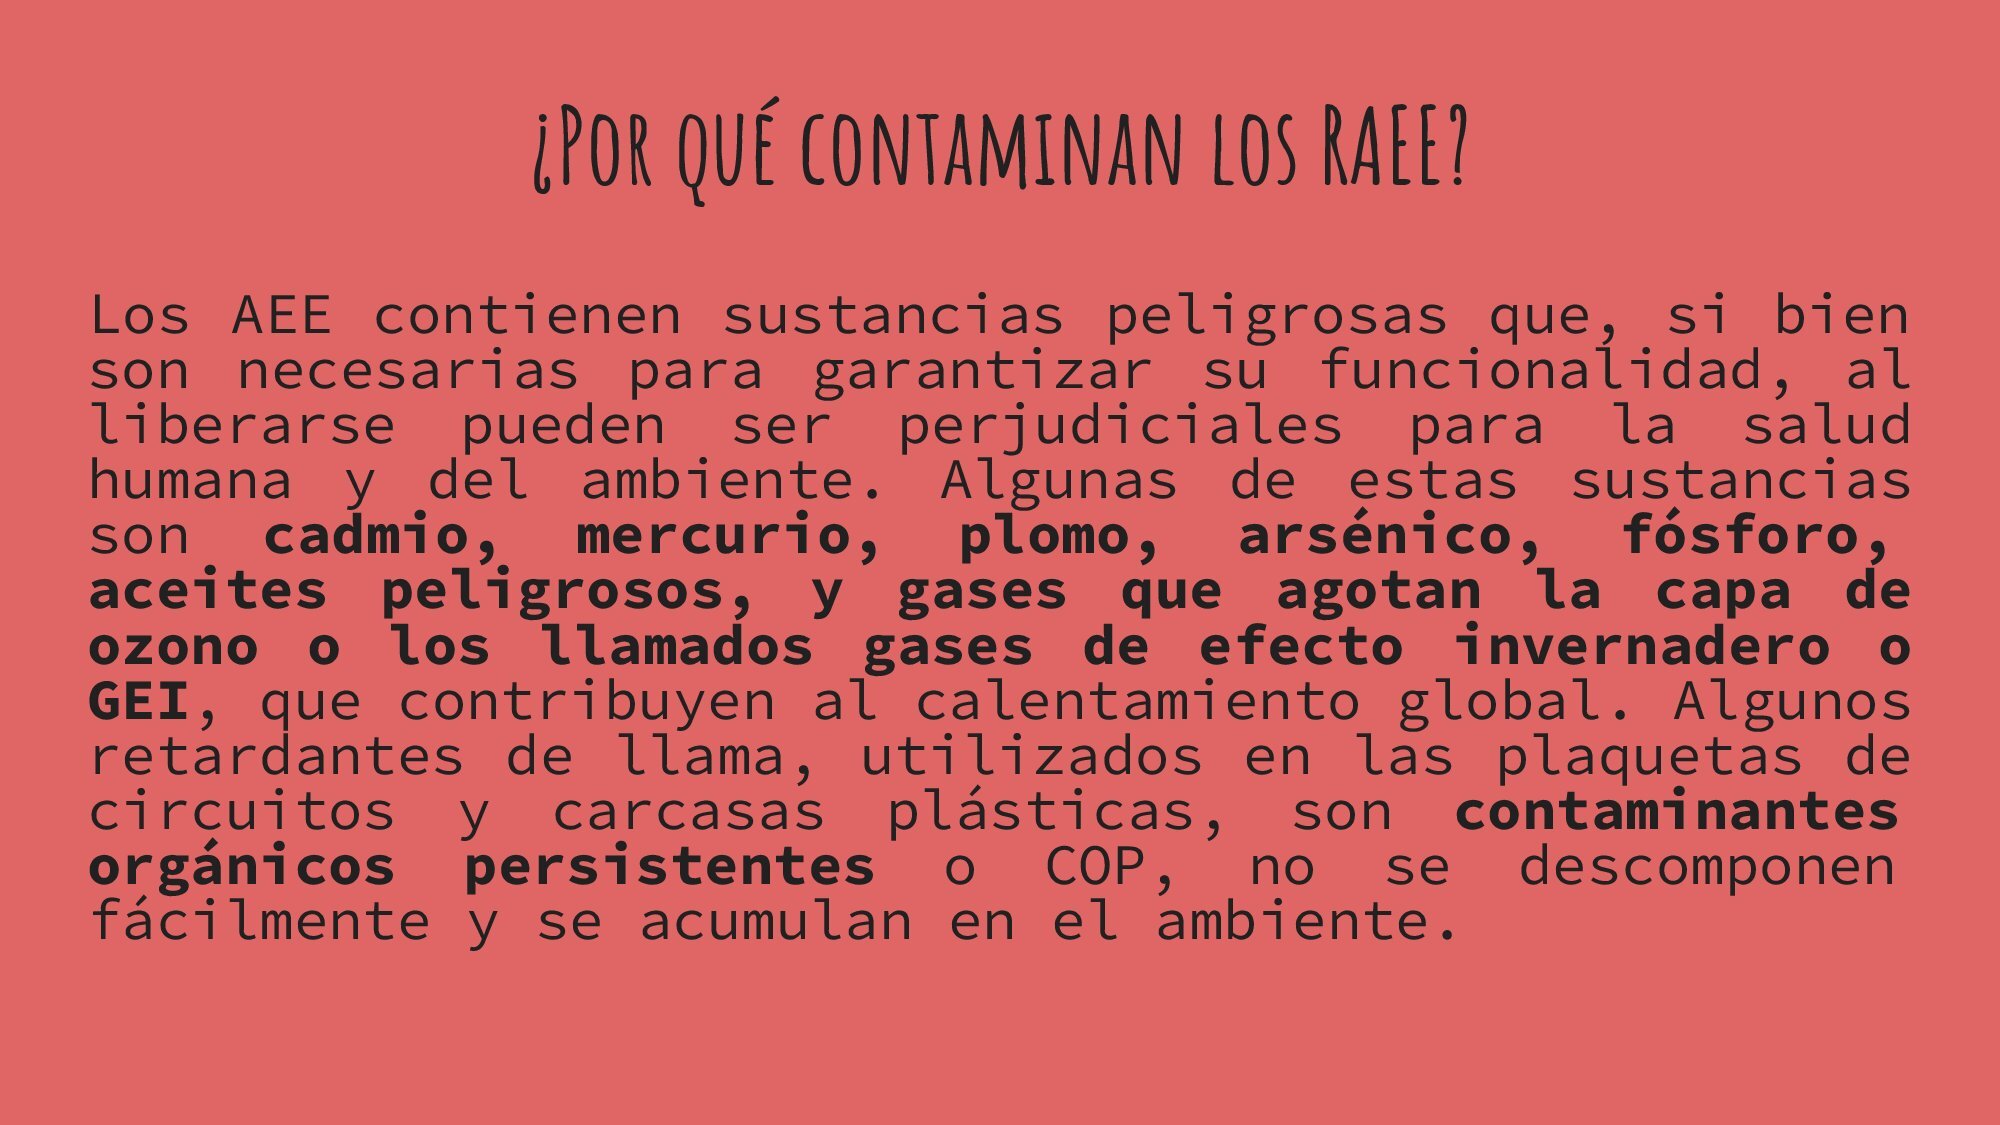 ¿Por qué contaminan los RAEE?
Los AEE contienen sustancias peligrosas que, si bien
son necesarias para garantizar su funcionalidad, al
liberarse pueden ser perjudiciales para la salud
humana y del ambiente. Algunas de estas sustancias
son cadmio, mercurio, plomo, arsénico, fósforo,
aceites peligrosos, y gases que agotan la capa de
ozono o los llamados gases de efecto invernadero o
GEI, que contribuyen al calentamiento global. Algunos
retardantes de llama, utilizados en las plaquetas de
circuitos y carcasas plásticas, son contaminantes
orgánicos persistentes o COP, no se descomponen
fácilmente y se acumulan en el ambiente.